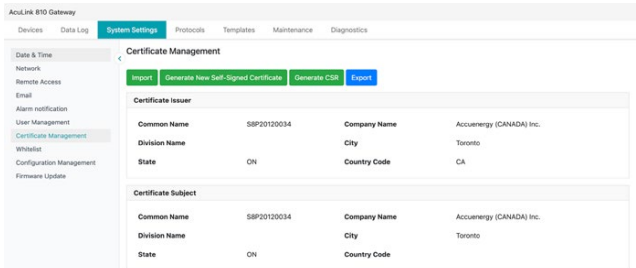 AcuLink 810 Gateway
Devices Data Log System Settings Protocols Templates Maintenance Diagnostics
Date & Time
Network
Remote Access
Email
Alarm notification
User Management
Certificate Management
Whitelist
Configuration Management
Firmware Update
Certificate Management
Import Generate New Self-Signed Certificate Generate CSR Export
Certificate Issuer
Common Name S8P20120034 Company Name Accuenergy (CANADA) Inc.
Division Name City Toronto
State ON Country Code CA
Certificate Subject
Common Name S8P20120034 Company Name Accuenergy (CANADA) Inc.
Division Name City Toronto
State ON Country Code